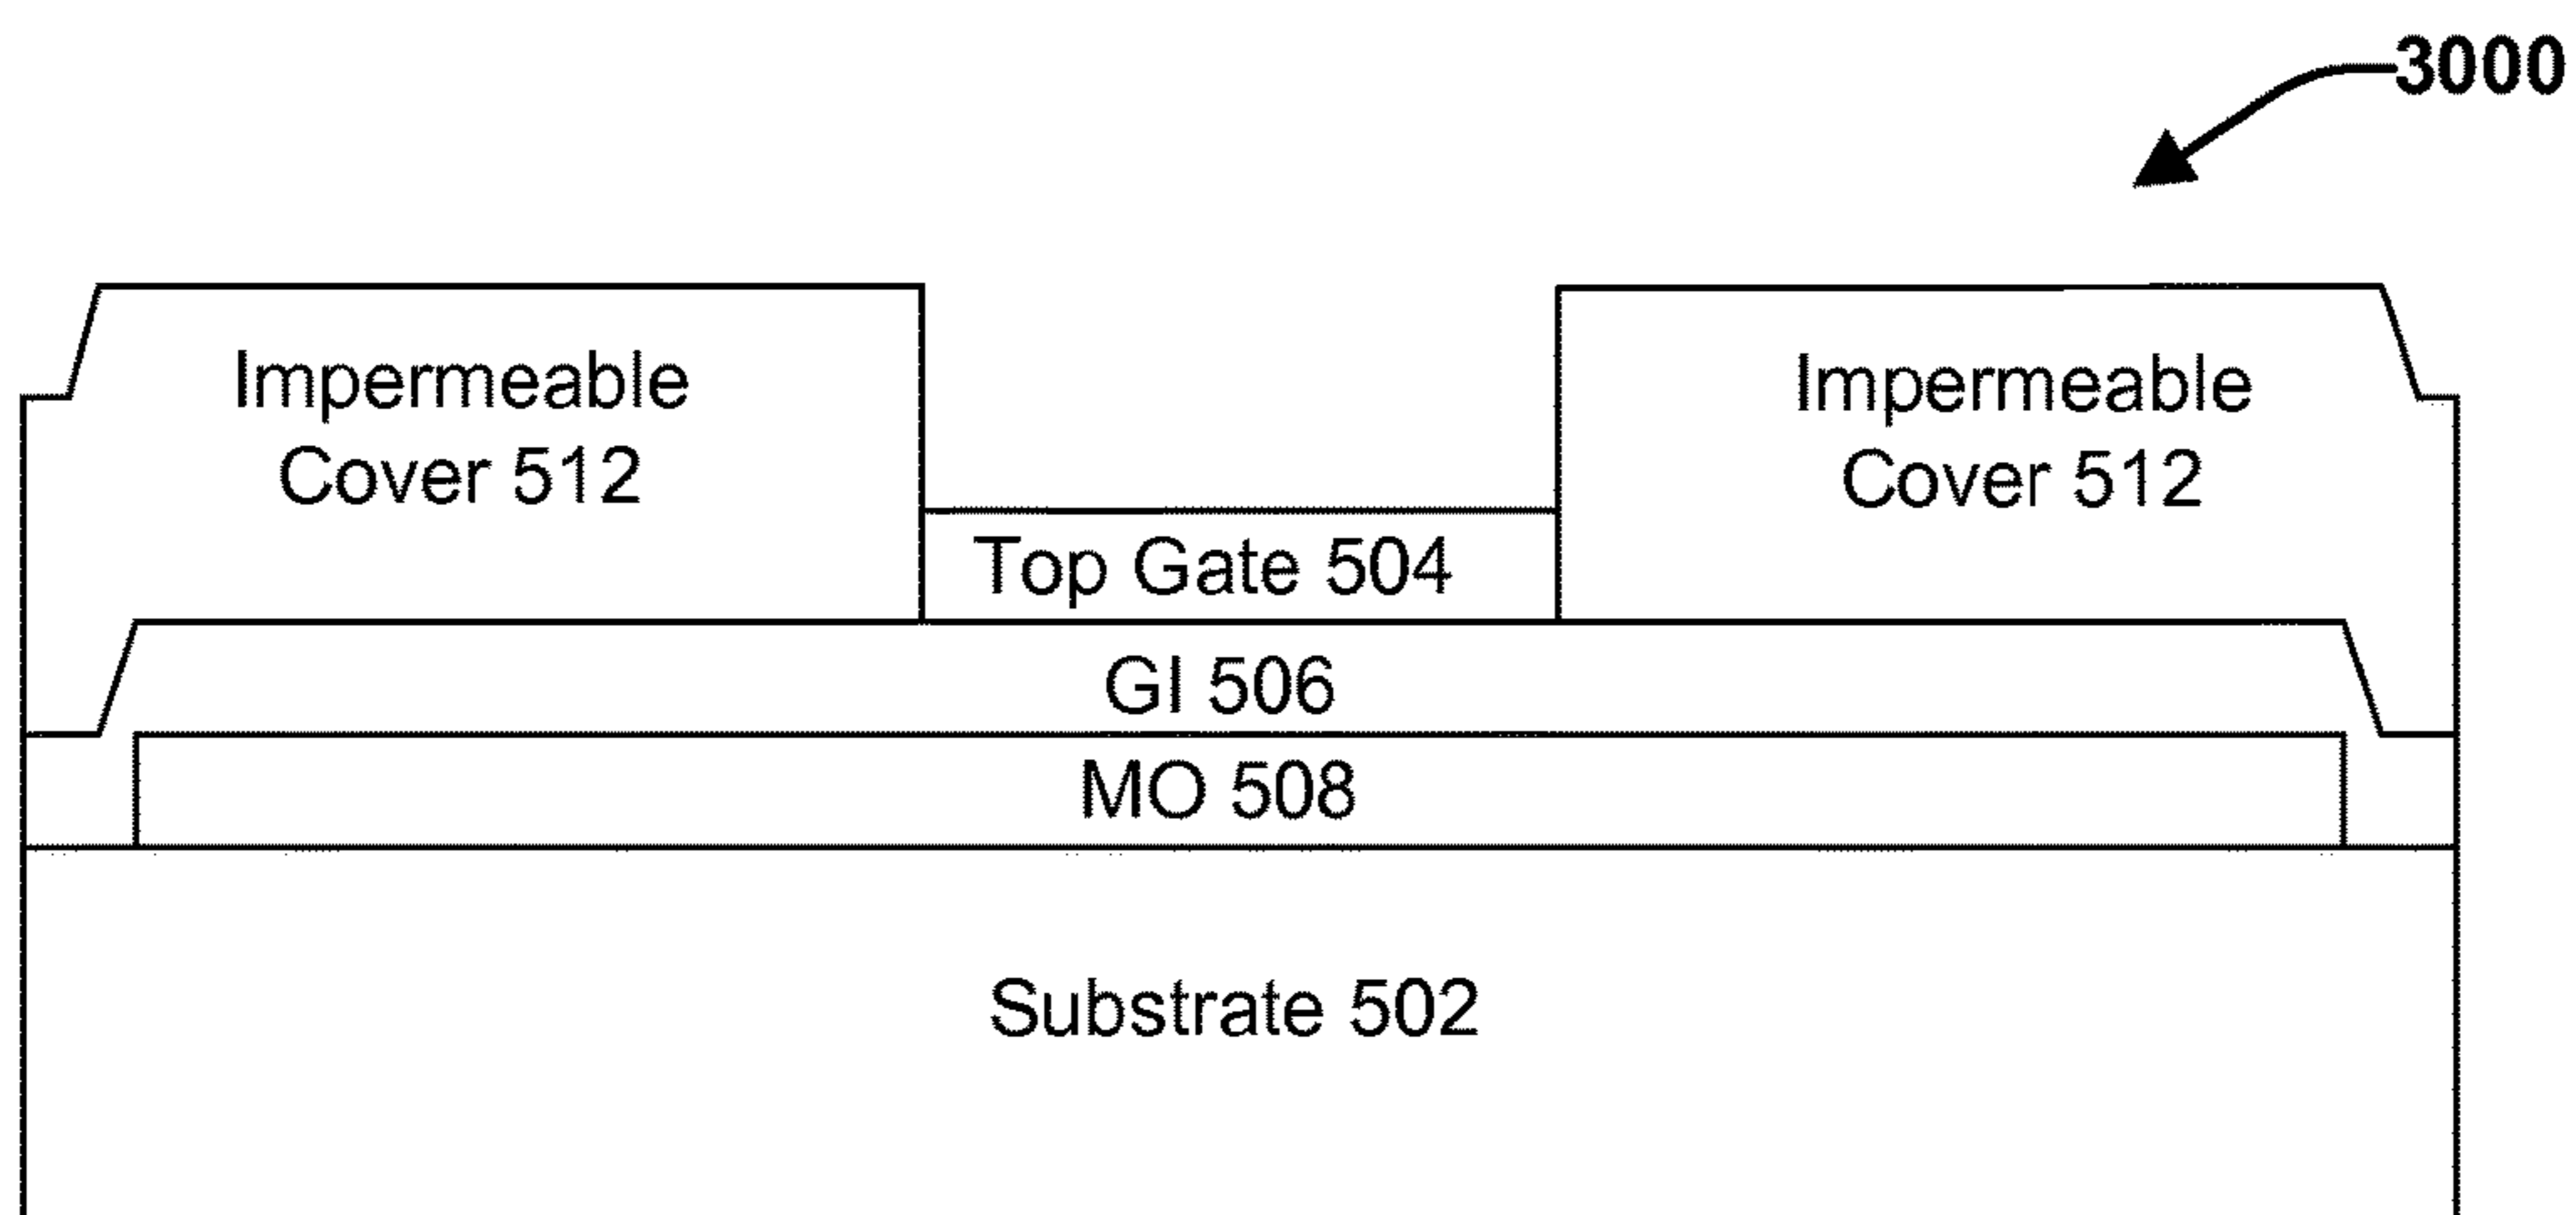 3000
Impermeable
Cover 512
Impermeable
Cover 512
Top Gate 504
GI 506
MO 508
Substrate 502